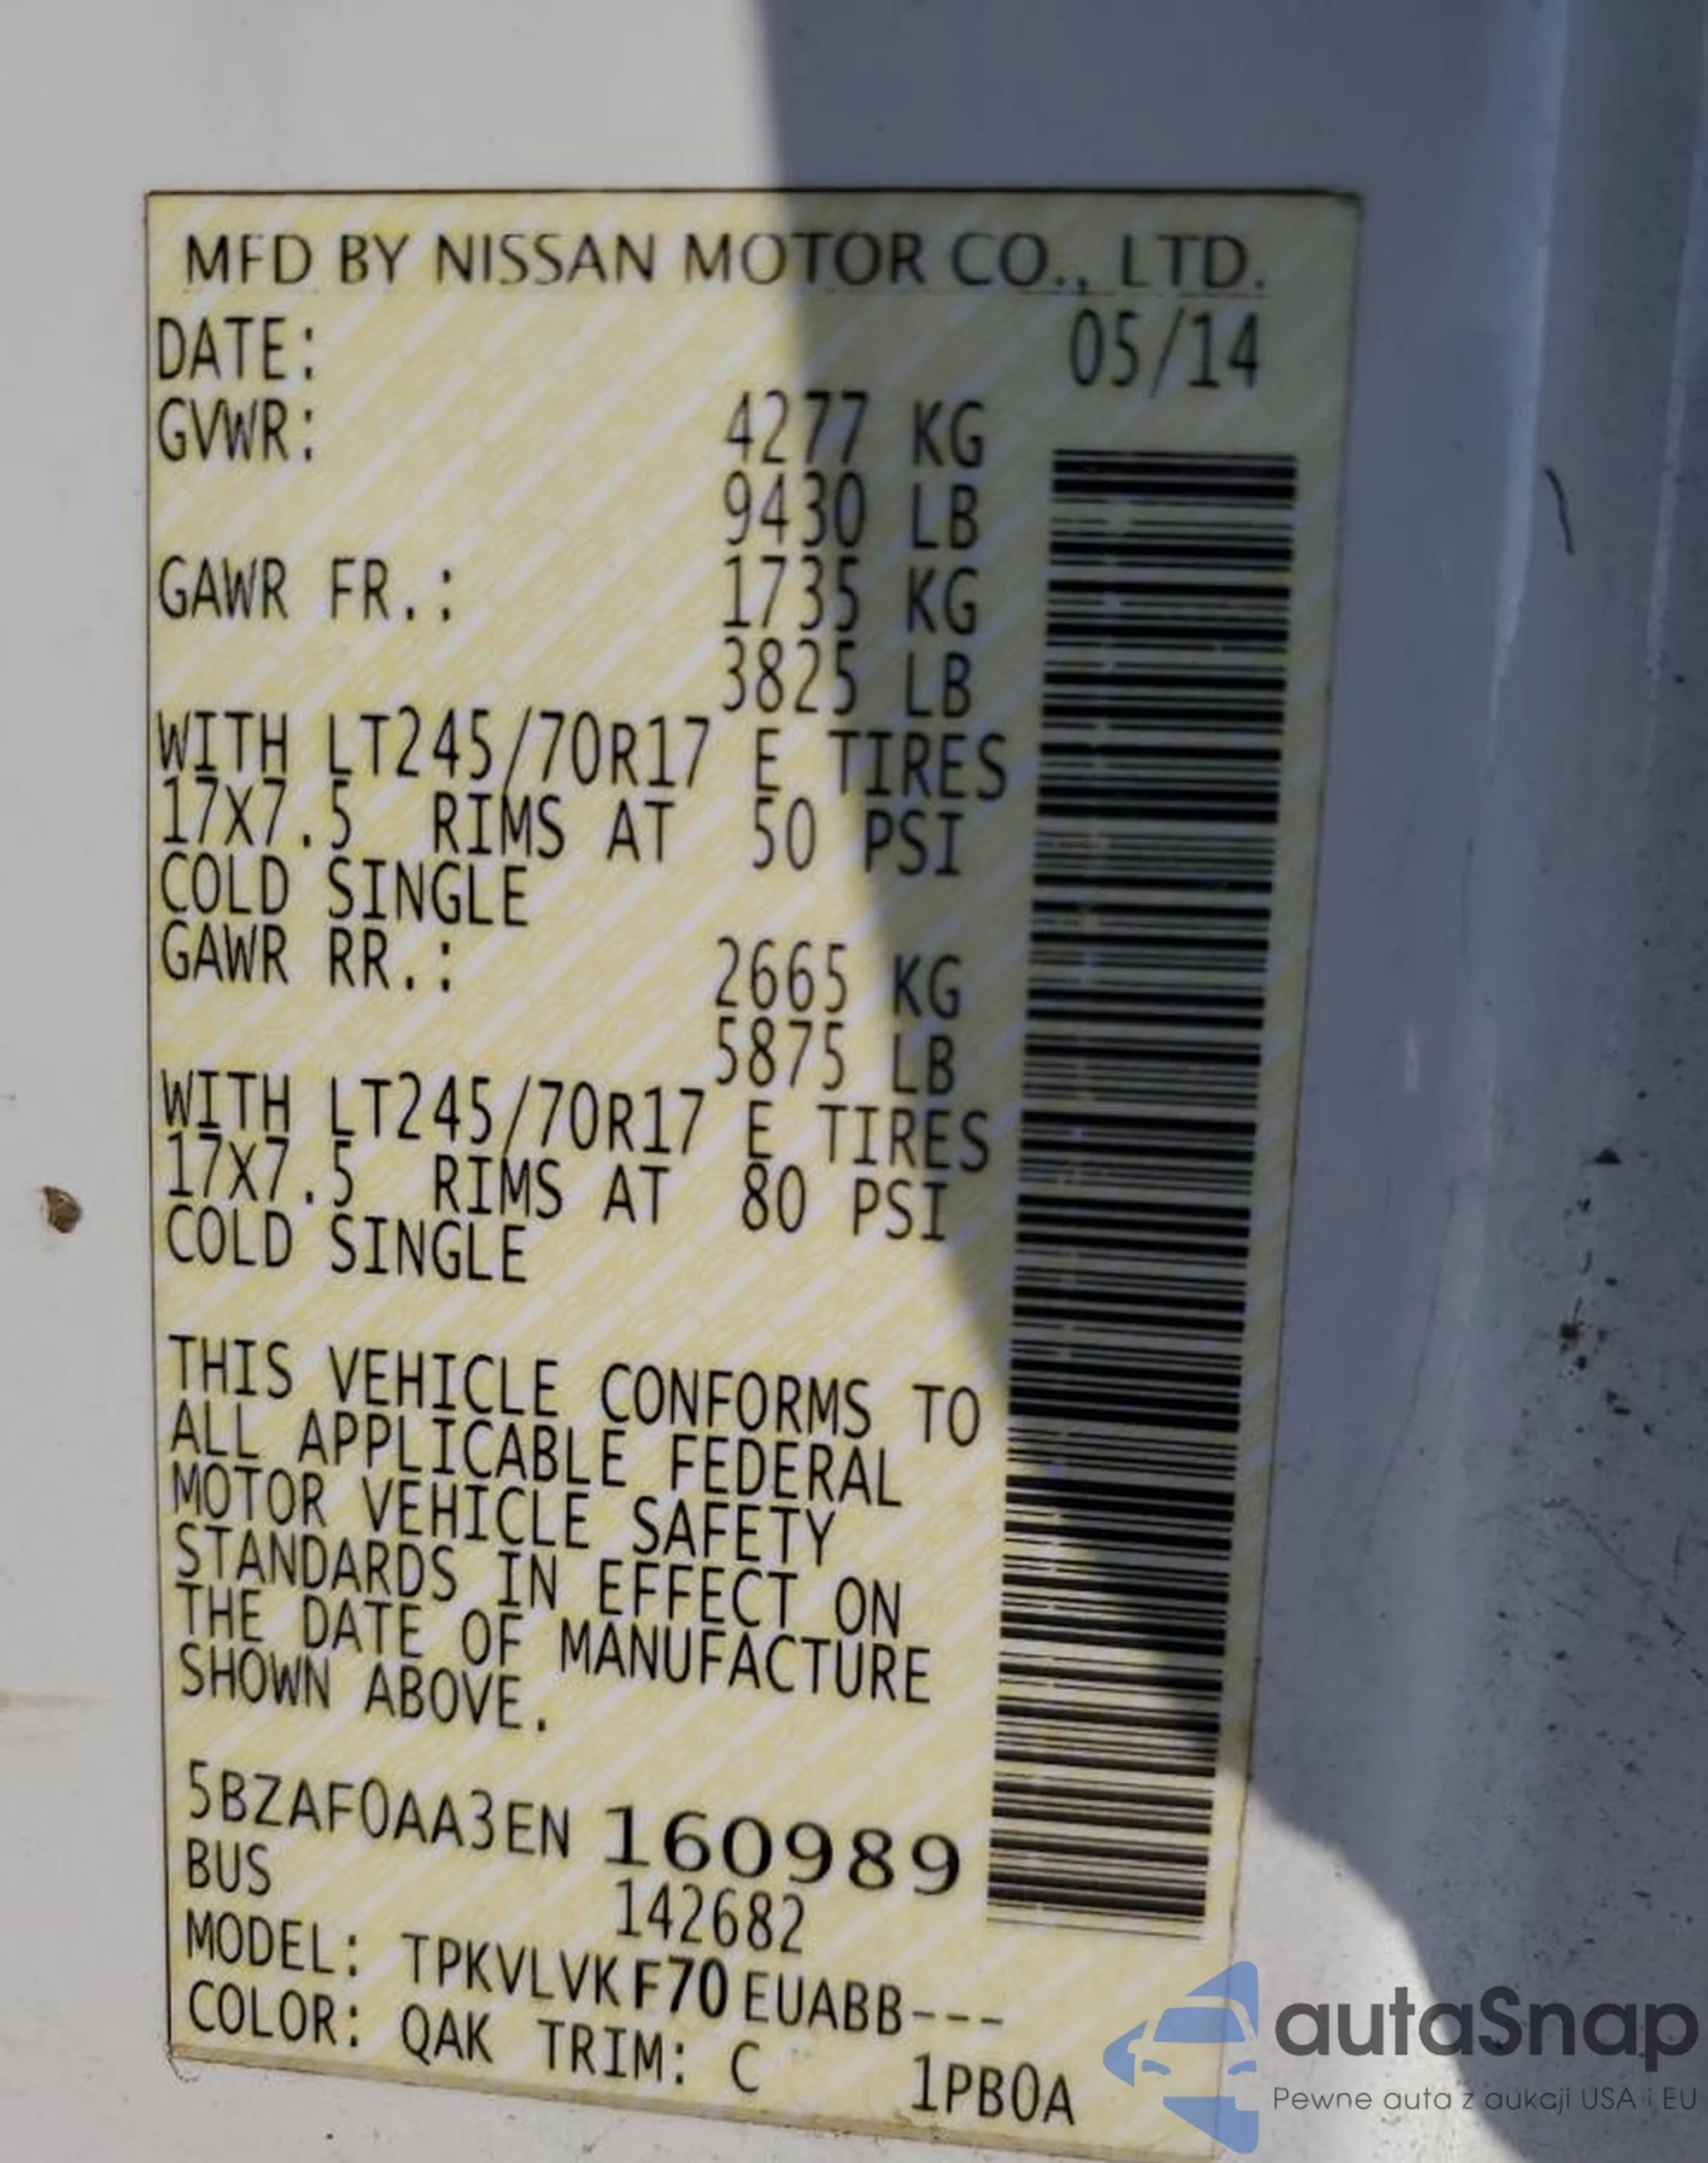 MFD BY NISSAN MOTOR CO., LTD.
DATE: 05/14
GVWR: 4277 KG
9430 LB
GAWR FR.: 1735 KG
3825 LB
WITH LT245/70R17 E TIRES
17X7.5 RIMS AT 50 PSI
COLD SINGLE
GAWR RR.: 2665 KG
5875 LB
WITH LT245/70R17 E TIRES
17X7.5 RIMS AT 80 PSI
COLD SINGLE
THIS VEHICLE CONFORMS TO
ALL APPLICABLE FEDERAL
MOTOR VEHICLE SAFETY
STANDARDS IN EFFECT ON
THE DATE OF MANUFACTURE
SHOWN ABOVE.
5BZAF0AA3EN 160989
BUS 142682
MODEL: TPKVLVKF70EUABB---
COLOR: QAK TRIM: C 1PB0A
autaSnap
Pewne auta z aukcji USA i EU